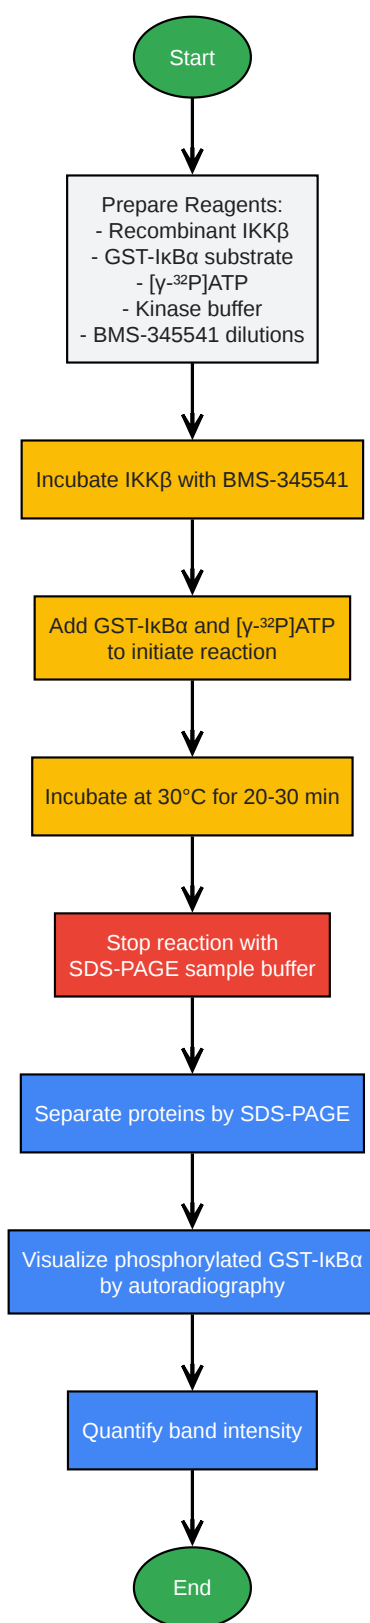 Start
Prepare Reagents:
- Recombinant IKKβ
- GST-IκBα substrate
- [γ-³²P]ATP
- Kinase buffer
- BMS-345541 dilutions
Incubate IKKβ with BMS-345541
Add GST-IκBα and [γ-³²P]ATP
to initiate reaction
Incubate at 30°C for 20-30 min
Stop reaction with
SDS-PAGE sample buffer
Separate proteins by SDS-PAGE
Visualize phosphorylated GST-IκBα
by autoradiography
Quantify band intensity
End